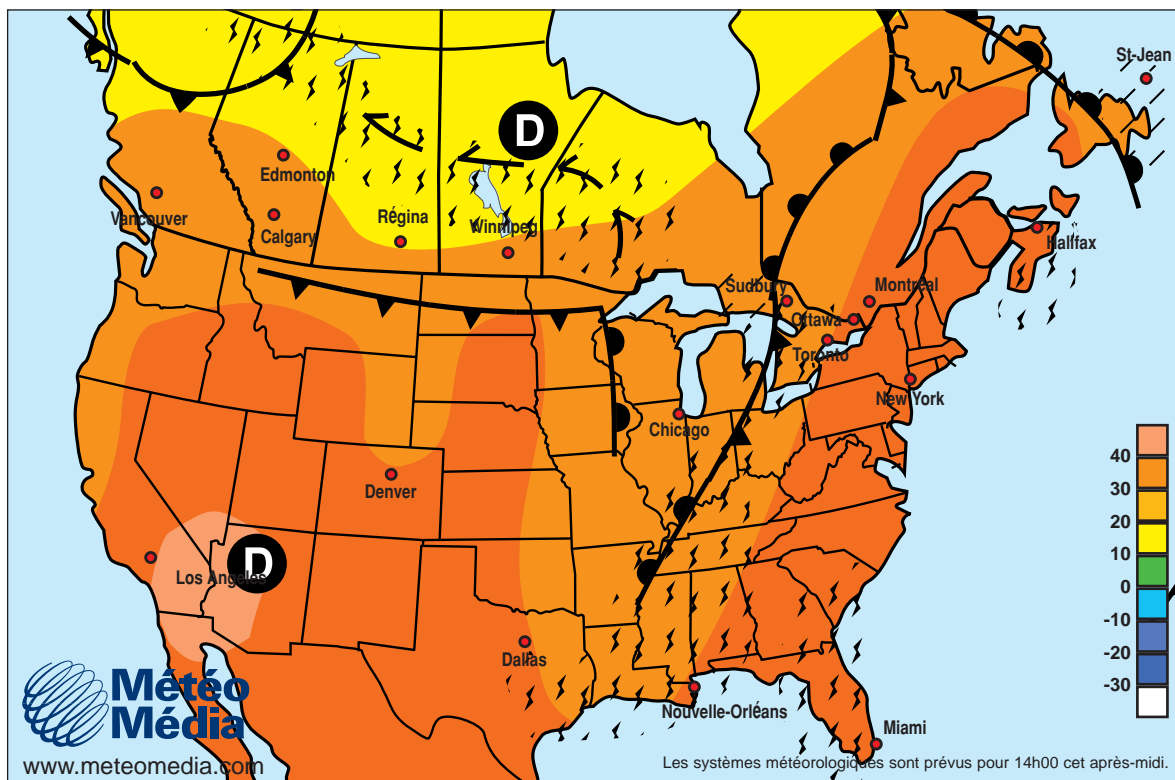 St-Jean
D
Edmonton
Vancouver
Régina
Calgary
Winnipeg
Halifax
Sudbury
Montréal
Ottawa
Toronto
New York
Chicago
Denver
D
Los Angeles
Dallas
Nouvelle-Orléans
Miami
40
30
20
10
0
-10
-20
-30
Météo
Média
www.meteomedia.com
Les systèmes météorologiques sont prévus pour 14h00 cet après-midi.